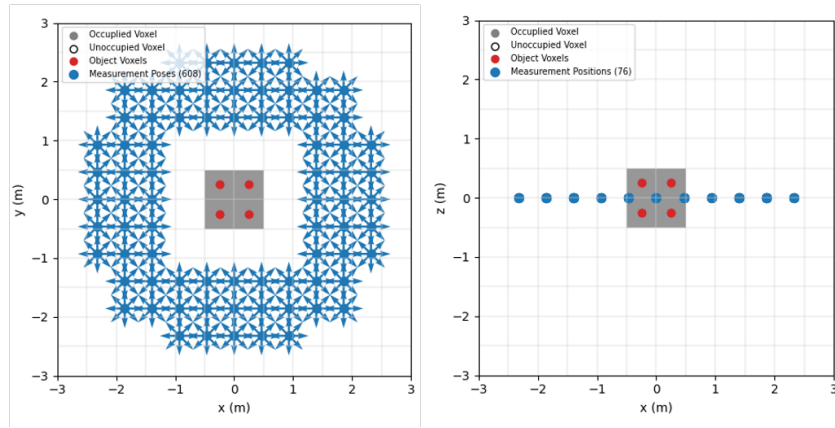 3
2
1
0
−1
−2
−3
y (m)
−3 −2 −1 0 1 2 3
x (m)
Occuplied Voxel
Unoccupied Voxel
Object Voxels
Measurement Poses (608)
3
2
1
0
−1
−2
−3
z (m)
−3 −2 −1 0 1 2 3
x (m)
Occuplied Voxel
Unoccupied Voxel
Object Voxels
Measurement Positions (76)